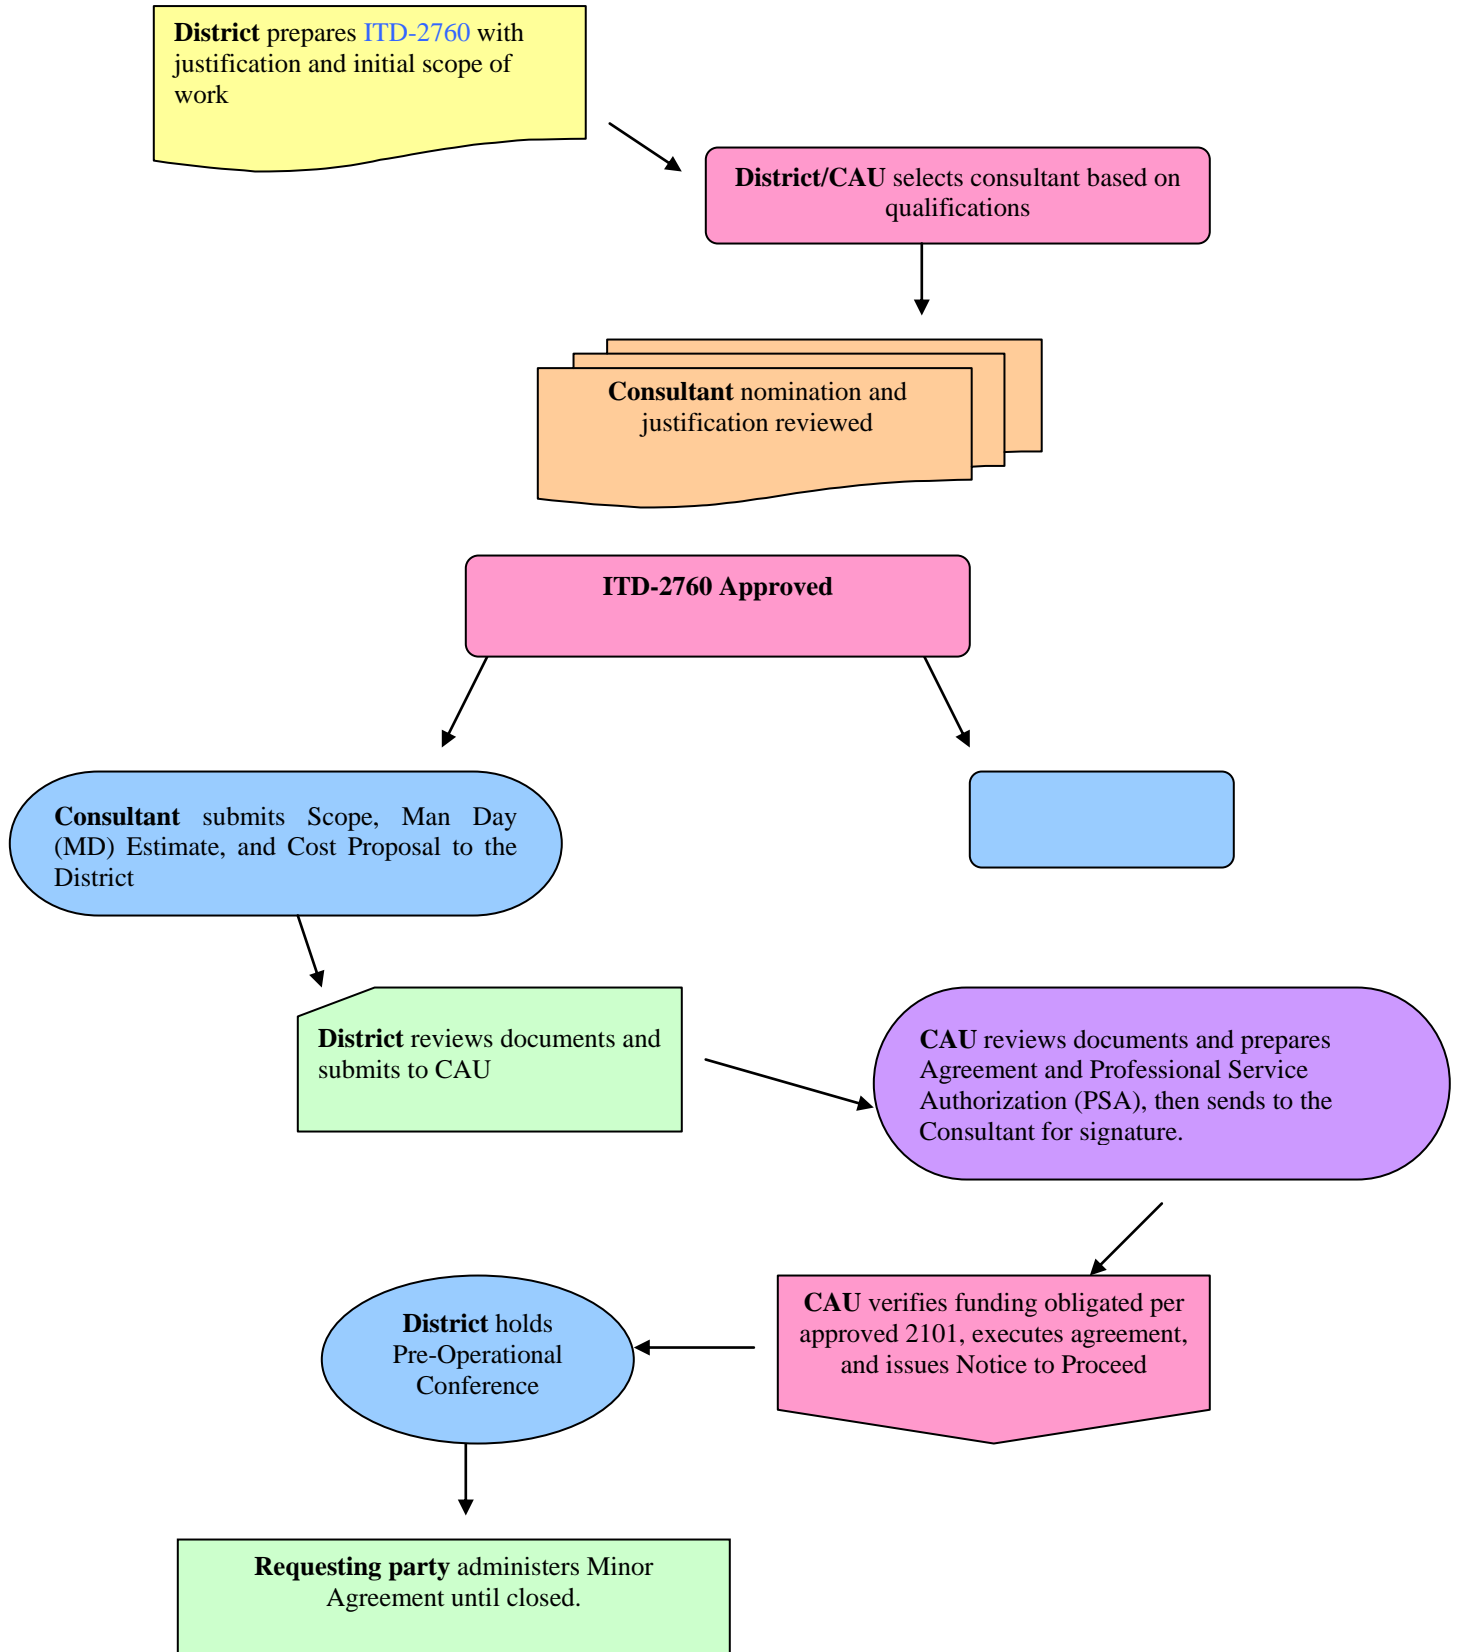 District prepares ITD-2760 with
justification and initial scope of
work
District/CAU selects consultant based on
qualifications
Consultant nomination and
justification reviewed
ITD-2760 Approved
Consultant submits Scope, Man Day
(MD) Estimate, and Cost Proposal to the
District
District reviews documents and
submits to CAU
CAU reviews documents and prepares
Agreement and Professional Service
Authorization (PSA), then sends to the
Consultant for signature.
CAU verifies funding obligated per
approved 2101, executes agreement,
and issues Notice to Proceed
District holds
Pre-Operational
Conference
Requesting party administers Minor
Agreement until closed.